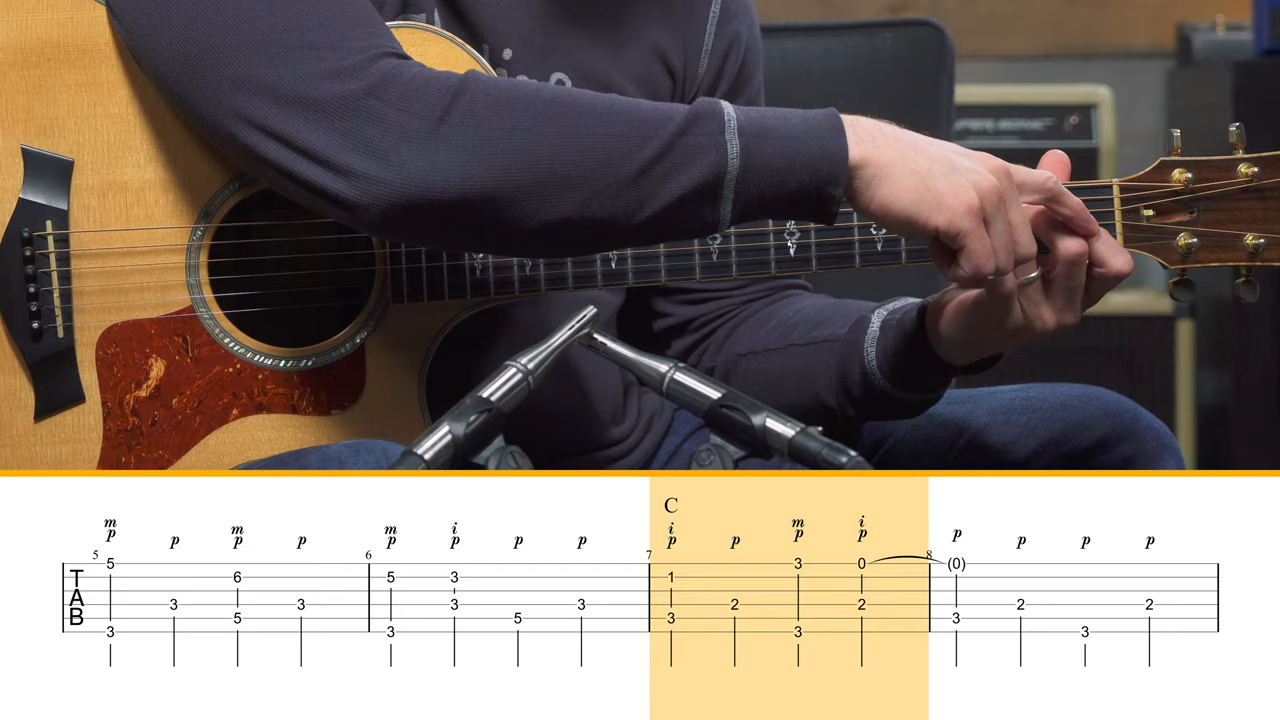 C
m m m i i m i
p p p p p p p p p p p p p p p p
5 6 7 8
5 3 0 (0)
T 6 5 3 1
A 3 3 3 3 2 2 2 2
B 5 5 3 3
3 3 3 3